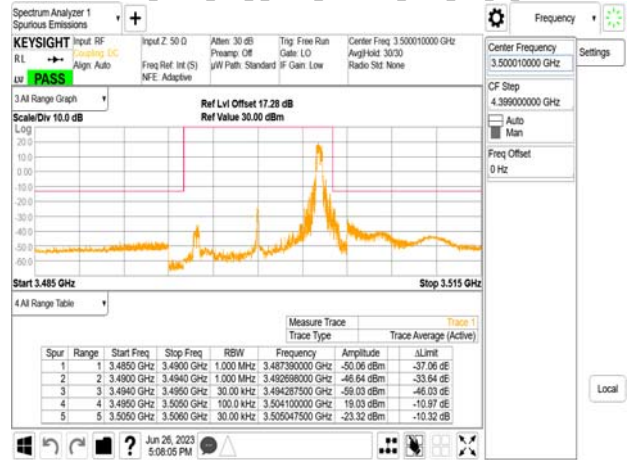 Spectrum Analyzer 1
Spurious Emissions
Frequency
KEYSIGHT Input: RF Input Z: 50 Ω Atten: 30 dB Trig: Free Run Center Freq: 3.500010000 GHz
Coupling: DC Preamp: Off Gate: LO Avg|Hold: 30/30
RL Align: Auto Freq Ref: Int (S) µW Path: Standard IF Gain: Low Radio Std: None
NFE: Adaptive
PASS
Center Frequency
3.500010000 GHz
Settings
CF Step
4.399000000 GHz
Auto
Man
Freq Offset
0 Hz
3 All Range Graph
Ref Lvl Offset 17.28 dB
Scale/Div 10.0 dB Ref Value 30.00 dBm
Log
20.0
10.0
0.00
-10.0
-20.0
-30.0
-40.0
-50.0
-60.0
Start 3.485 GHz Stop 3.515 GHz
4 All Range Table
Measure Trace Trace 1
Trace Type Trace Average (Active)
Spur Range Start Freq Stop Freq RBW Frequency Amplitude ΔLimit
1 1 3.4850 GHz 3.4900 GHz 1.000 MHz 3.487390000 GHz -50.06 dBm -37.06 dB
2 2 3.4900 GHz 3.4940 GHz 1.000 MHz 3.492698000 GHz -46.64 dBm -33.64 dB
3 3 3.4940 GHz 3.4950 GHz 30.00 kHz 3.494287500 GHz -59.03 dBm -46.03 dB
4 4 3.4950 GHz 3.5050 GHz 100.0 kHz 3.504100000 GHz 19.03 dBm -10.97 dB
5 5 3.5050 GHz 3.5060 GHz 30.00 kHz 3.505047500 GHz -23.32 dBm -10.32 dB
Local
Jun 26, 2023
5:08:05 PM